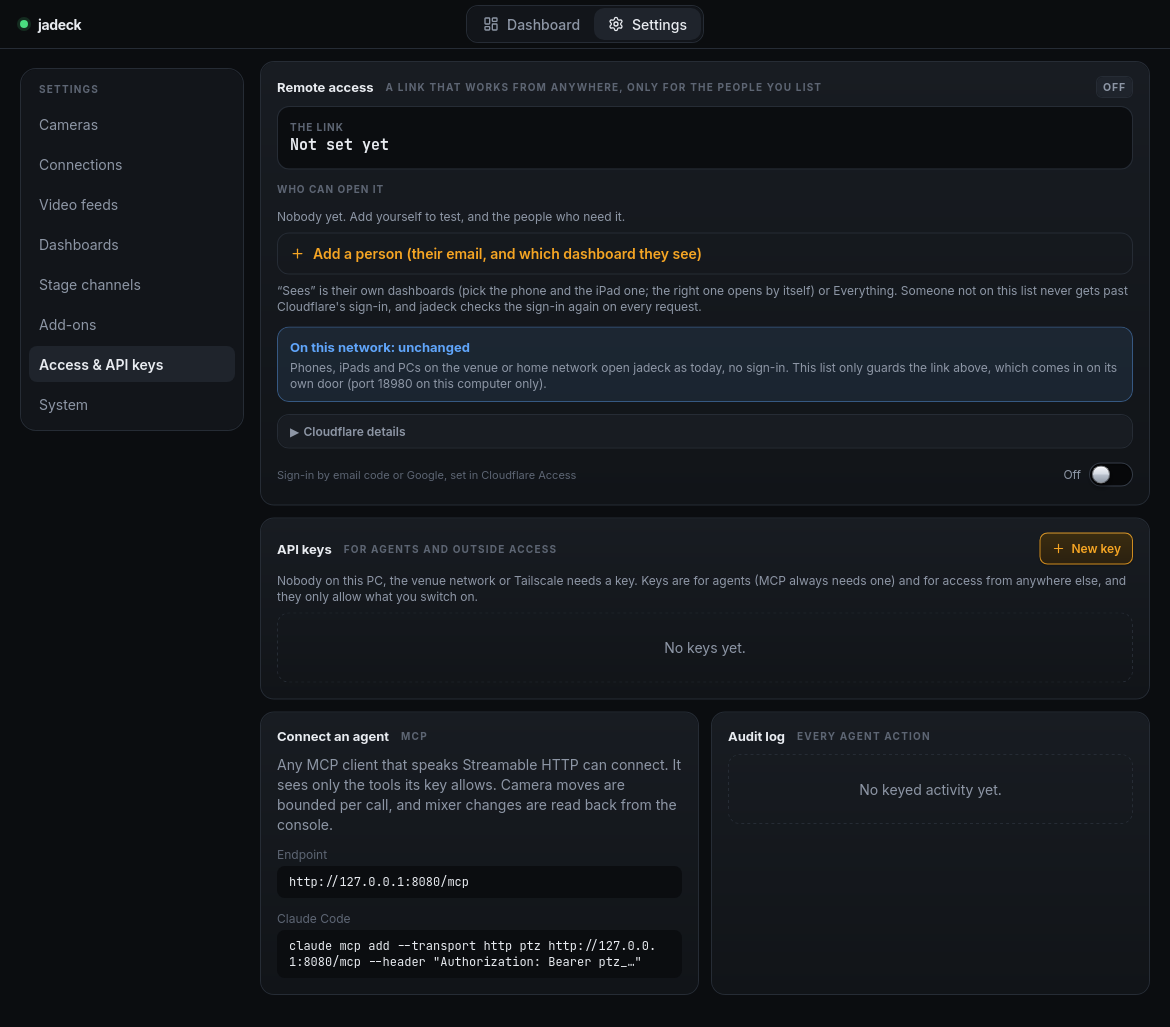 jadeck
Dashboard
Settings
SETTINGS
Cameras
Connections
Video feeds
Dashboards
Stage channels
Add-ons
Access & API keys
System
Remote access A LINK THAT WORKS FROM ANYWHERE, ONLY FOR THE PEOPLE YOU LIST
OFF
THE LINK
Not set yet
WHO CAN OPEN IT
Nobody yet. Add yourself to test, and the people who need it.
+ Add a person (their email, and which dashboard they see)
“Sees” is their own dashboards (pick the phone and the iPad one; the right one opens by itself) or Everything. Someone not on this list never gets past
Cloudflare's sign-in, and jadeck checks the sign-in again on every request.
On this network: unchanged
Phones, iPads and PCs on the venue or home network open jadeck as today, no sign-in. This list only guards the link above, which comes in on its
own door (port 18980 on this computer only).
▶ Cloudflare details
Sign-in by email code or Google, set in Cloudflare Access
Off
API keys FOR AGENTS AND OUTSIDE ACCESS
+ New key
Nobody on this PC, the venue network or Tailscale needs a key. Keys are for agents (MCP always needs one) and for access from anywhere else, and
they only allow what you switch on.
No keys yet.
Connect an agent MCP
Any MCP client that speaks Streamable HTTP can connect. It
sees only the tools its key allows. Camera moves are
bounded per call, and mixer changes are read back from the
console.
Endpoint
http://127.0.0.1:8080/mcp
Claude Code
claude mcp add --transport http ptz http://127.0.0.
1:8080/mcp --header "Authorization: Bearer ptz_…"
Audit log EVERY AGENT ACTION
No keyed activity yet.